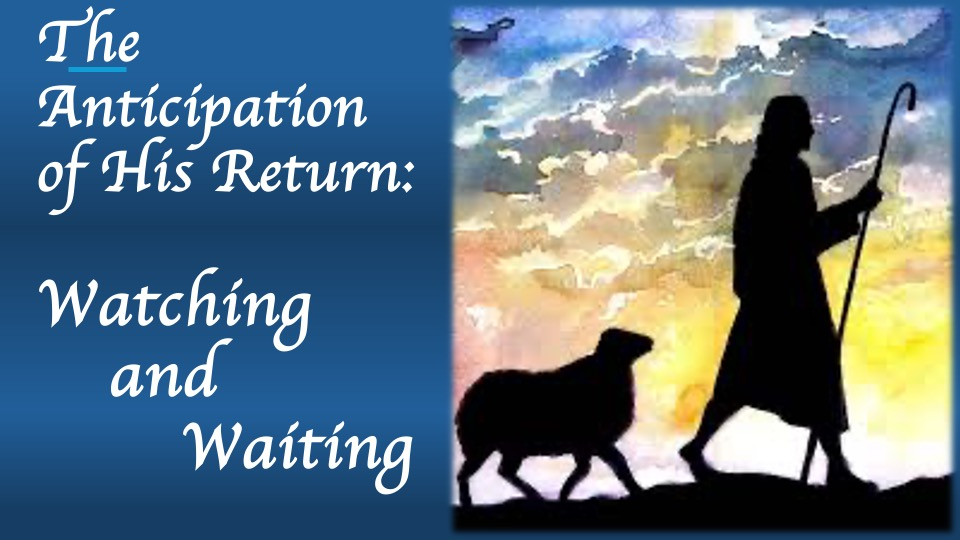 The
Anticipation
of His Return:
Watching
and
Waiting